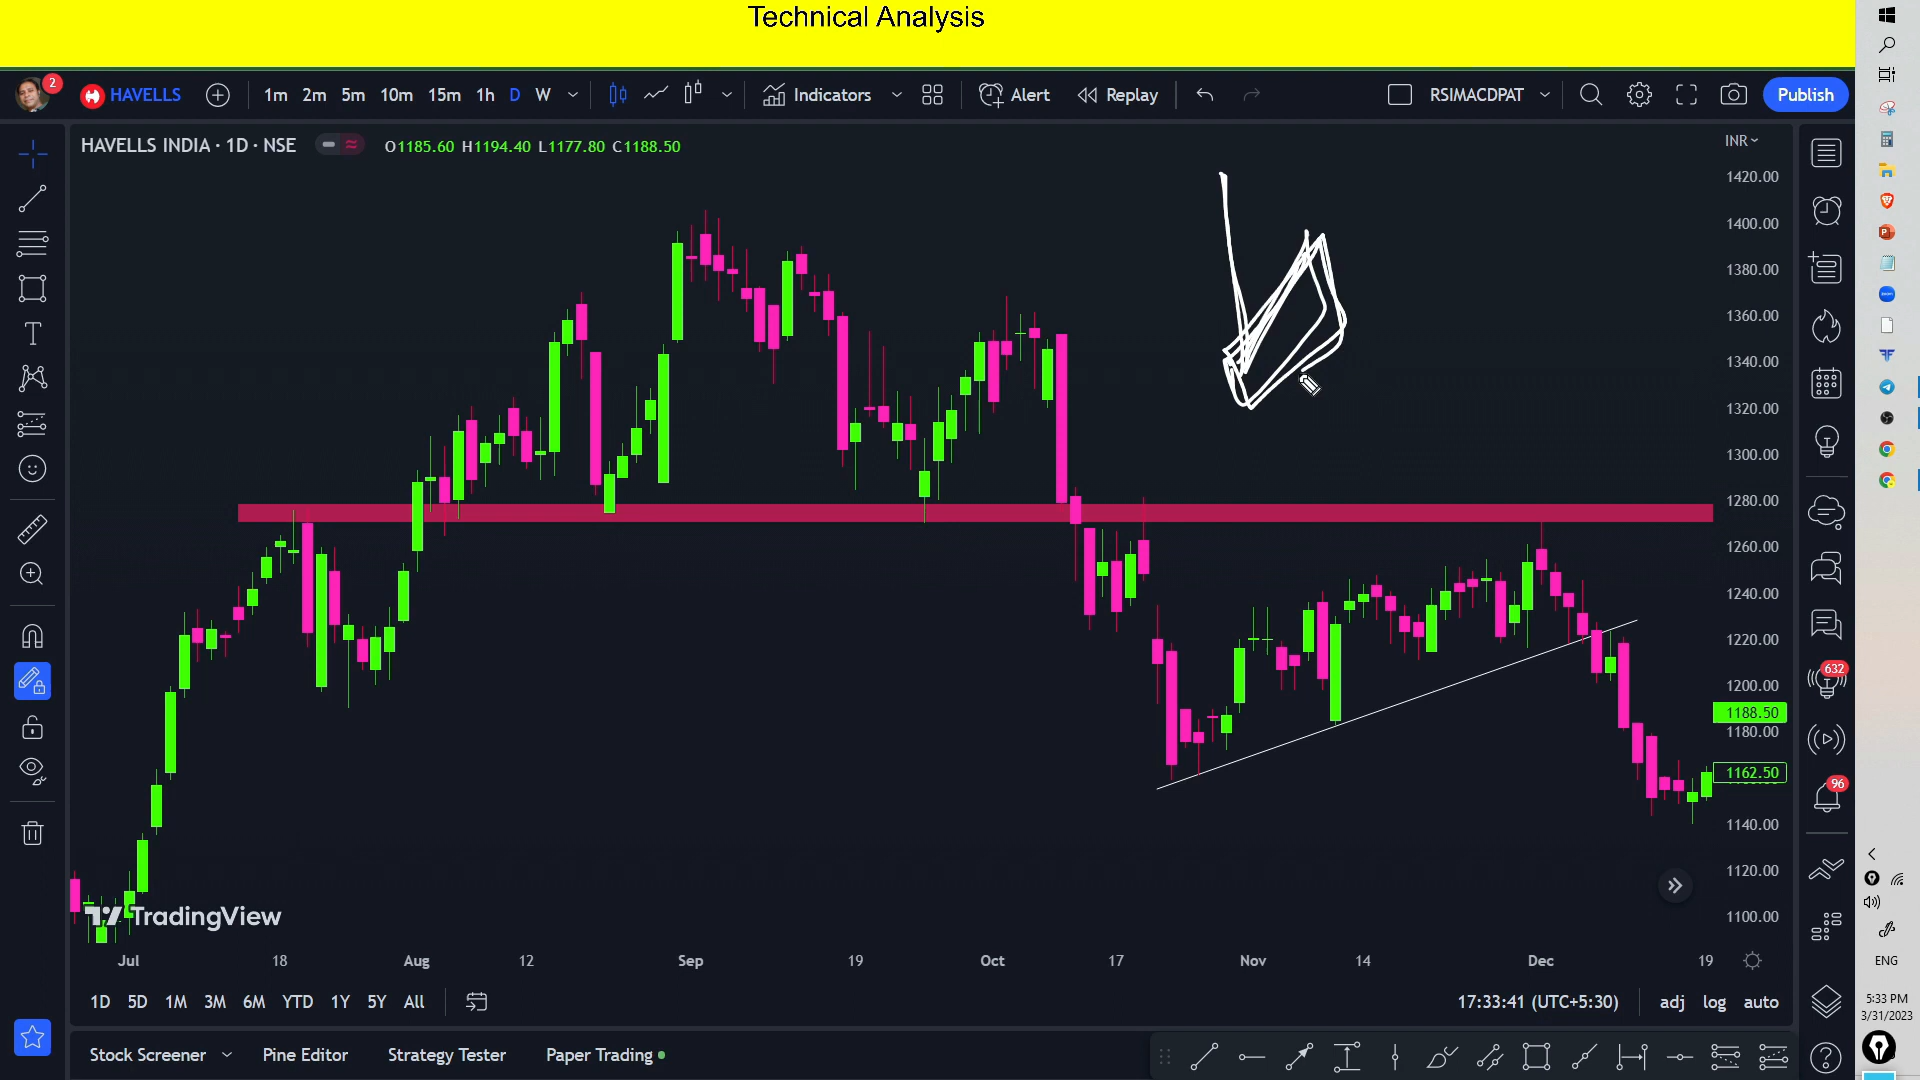 Technical Analysis
2
HAVELLS
1m 2m 5m 10m 15m 1h D W
Indicators
Alert
Replay
RSIMACDPAT
Publish
HAVELLS INDIA · 1D · NSE
O1185.60 H1194.40 L1177.80 C1188.50
INR
1420.00
1400.00
1380.00
1360.00
1340.00
1320.00
1300.00
1280.00
1260.00
1240.00
1220.00
1200.00
1188.50
1180.00
1162.50
1140.00
1120.00
1100.00
632
96
TradingView
Jul 18 Aug 12 Sep 19 Oct 17 Nov 14 Dec 19
1D 5D 1M 3M 6M YTD 1Y 5Y All
17:33:41 (UTC+5:30) adj log auto
Stock Screener
Pine Editor
Strategy Tester
Paper Trading
ENG
5:33 PM
3/31/2023